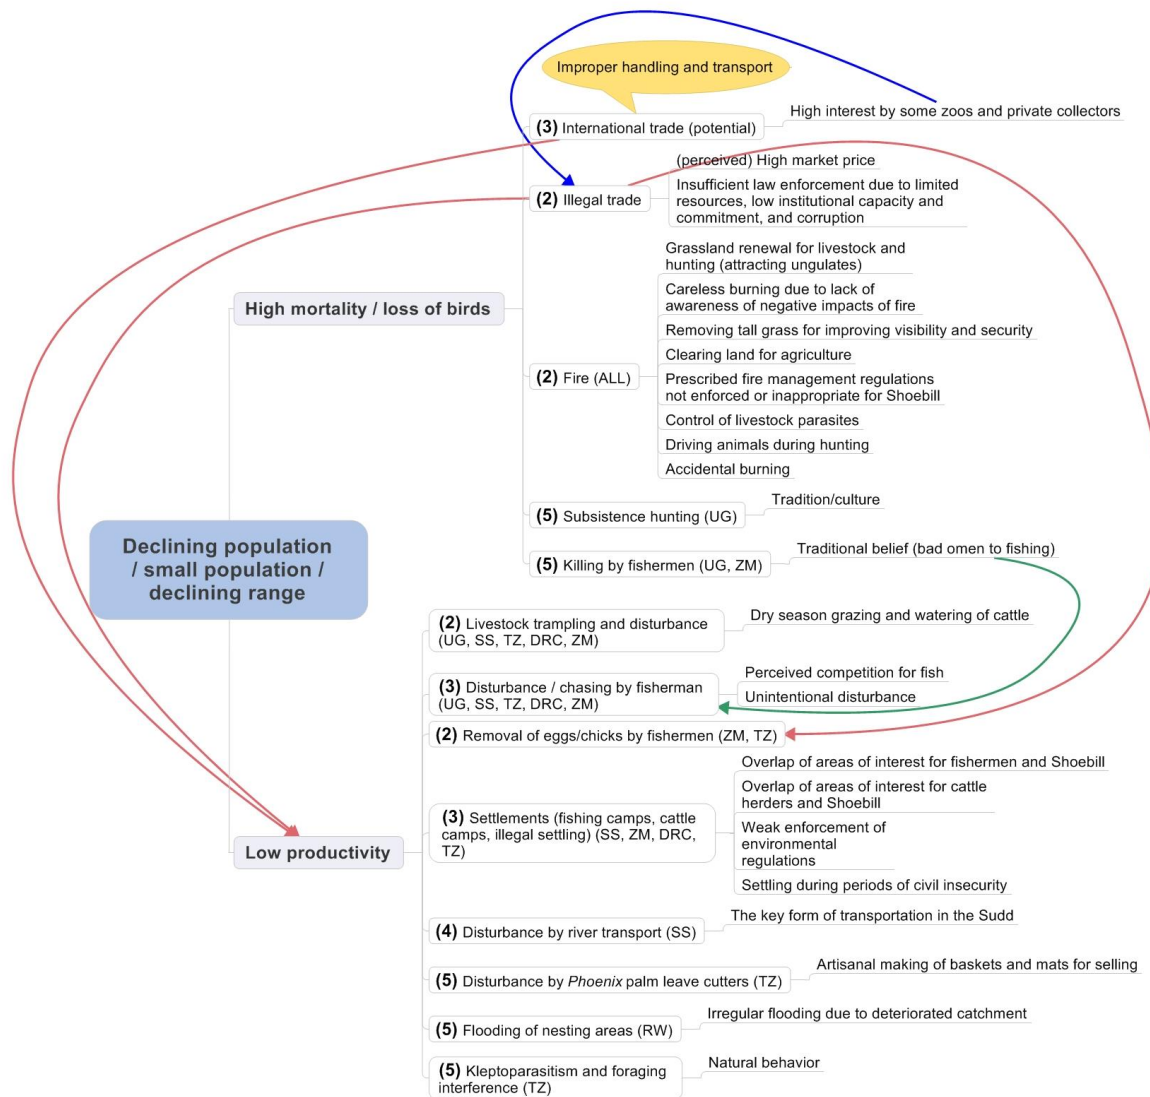 Improper handling and transport
(3) International trade (potential)
High interest by some zoos and private collectors
(2) Illegal trade
(perceived) High market price
Insufficient law enforcement due to limited
resources, low institutional capacity and
commitment, and corruption
High mortality / loss of birds
(2) Fire (ALL)
Grassland renewal for livestock and
hunting (attracting ungulates)
Careless burning due to lack of
awareness of negative impacts of fire
Removing tall grass for improving visibility and security
Clearing land for agriculture
Prescribed fire management regulations
not enforced or inappropriate for Shoebill
Control of livestock parasites
Driving animals during hunting
Accidental burning
(5) Subsistence hunting (UG)
Tradition/culture
(5) Killing by fishermen (UG, ZM)
Traditional belief (bad omen to fishing)
Declining population
/ small population /
declining range
(2) Livestock trampling and disturbance
(UG, SS, TZ, DRC, ZM)
Dry season grazing and watering of cattle
(3) Disturbance / chasing by fisherman
(UG, SS, TZ, DRC, ZM)
Perceived competition for fish
Unintentional disturbance
(2) Removal of eggs/chicks by fishermen (ZM, TZ)
Low productivity
(3) Settlements (fishing camps, cattle
camps, illegal settling) (SS, ZM, DRC,
TZ)
Overlap of areas of interest for fishermen and Shoebill
Overlap of areas of interest for cattle
herders and Shoebill
Weak enforcement of
environmental
regulations
Settling during periods of civil insecurity
(4) Disturbance by river transport (SS)
The key form of transportation in the Sudd
(5) Disturbance by Phoenix palm leave cutters (TZ)
Artisanal making of baskets and mats for selling
(5) Flooding of nesting areas (RW)
Irregular flooding due to deteriorated catchment
(5) Kleptoparasitism and foraging
interference (TZ)
Natural behavior